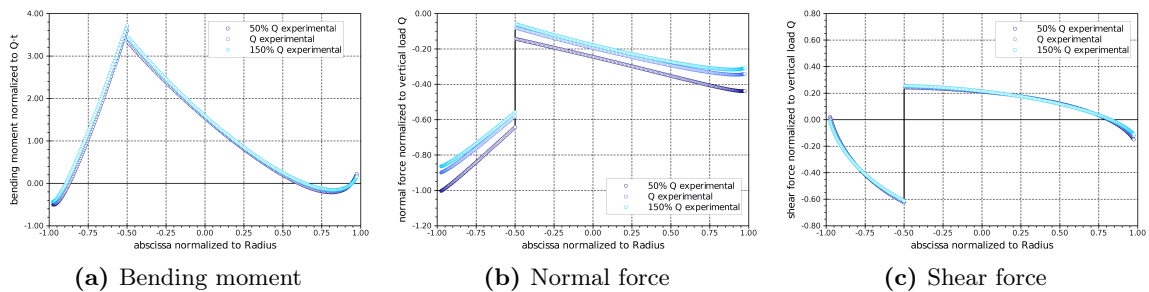 bending moment normalized to Q·t
4.00
3.00
2.00
1.00
0.00
-1.00
50% Q experimental
Q experimental
150% Q experimental
-1.00 -0.75 -0.50 -0.25 0.00 0.25 0.50 0.75 1.00
abscissa normalized to Radius
(a) Bending moment
normal force normalized to vertical load Q
0.00
-0.20
-0.40
-0.60
-0.80
-1.00
-1.20
50% Q experimental
Q experimental
150% Q experimental
-1.00 -0.75 -0.50 -0.25 0.00 0.25 0.50 0.75 1.00
abscissa normalized to Radius
(b) Normal force
shear force normalized to vertical load Q
0.80
0.60
0.40
0.20
0.00
-0.20
-0.40
-0.60
-0.80
50% Q experimental
Q experimental
150% Q experimental
-1.00 -0.75 -0.50 -0.25 0.00 0.25 0.50 0.75 1.00
abscissa normalized to Radius
(c) Shear force